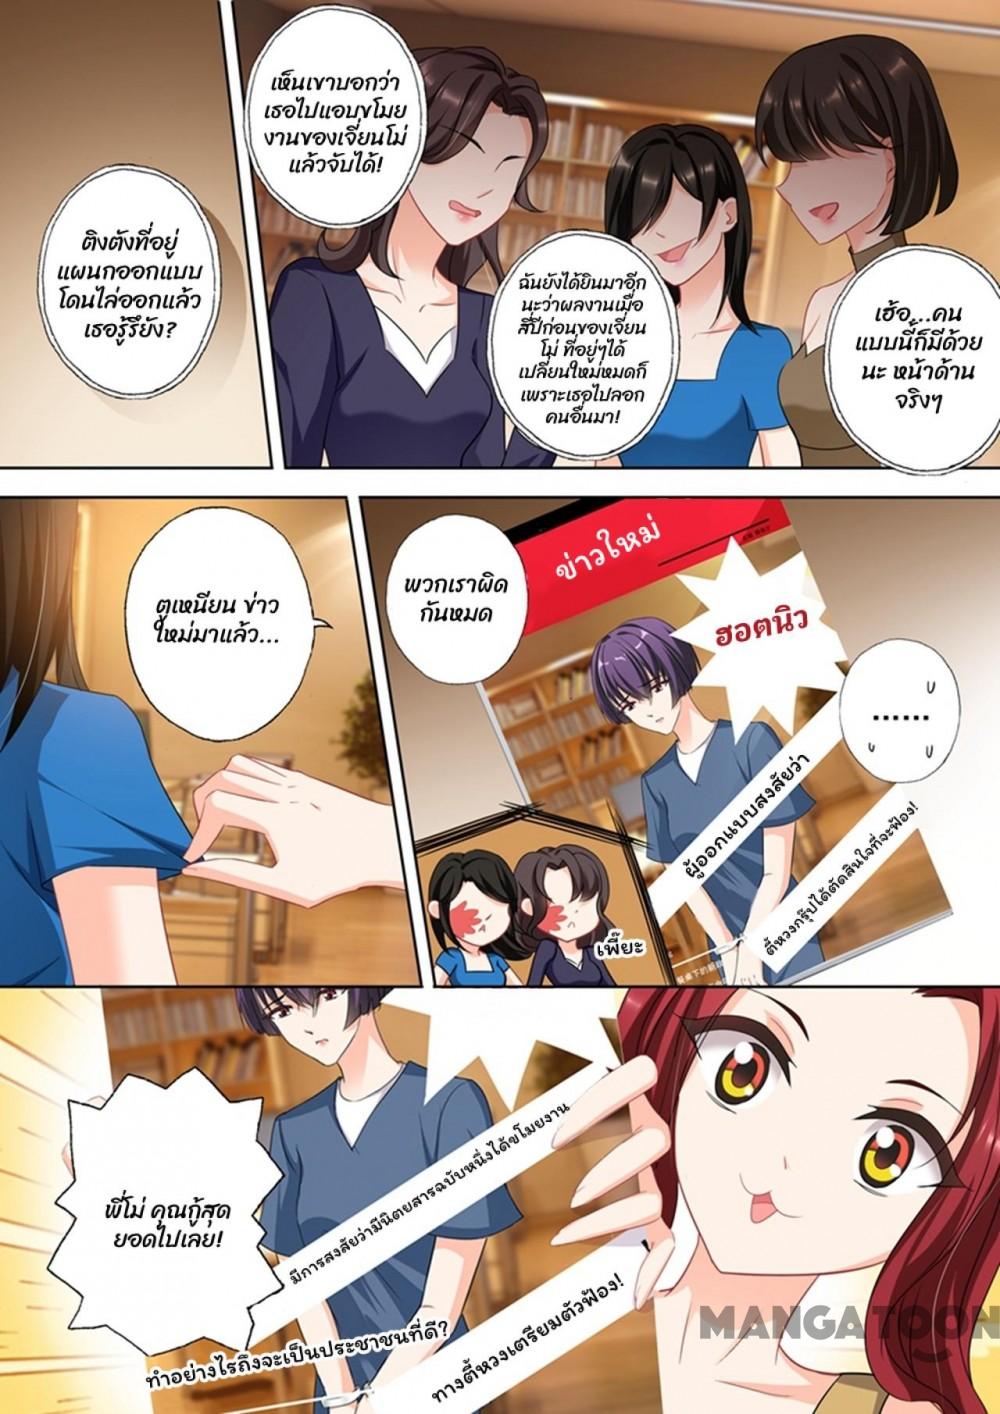 เห็นเขาบอกว่า
เธอไปแอบขโมย
งานของเจี่ยนโม่
แล้วจับได้!
ติงตังที่อยู่
แผนกออกแบบ
โดนไล่ออกแล้ว
เธอรู้รึยัง?
ฉันยังได้ยินมาอีก
นะว่าผลงานเมื่อ
สี่ปีก่อนของเจี่ยน
โม่ ที่อยู่ๆได้
เปลี่ยนใหม่หมดก็
เพราะเธอไปลอก
คนอื่นมา!
เฮ้อ...คน
แบบนี้ก็มีด้วย
นะ หน้าด้าน
จริงๆ
ตูเหนียน ข่าว
ใหม่มาแล้ว...
พวกเราผิด
กันหมด
ข่าวใหม่
ฮอตนิว
......
ผู้ออกแบบสงสัยว่า
ตี้หวงกรุ๊ปได้ตัดสินใจที่จะฟ้อง!
เพี๊ยะ
พี่โม่ คุณกู้สุด
ยอดไปเลย!
มีการสงสัยว่ามีนิตยสารฉบับหนึ่งได้ขโมยงาน
ทำอย่างไรถึงจะเป็นประชาชนที่ดี?
ทางตี้หวงเตรียมตัวฟ้อง!
MANGATOON